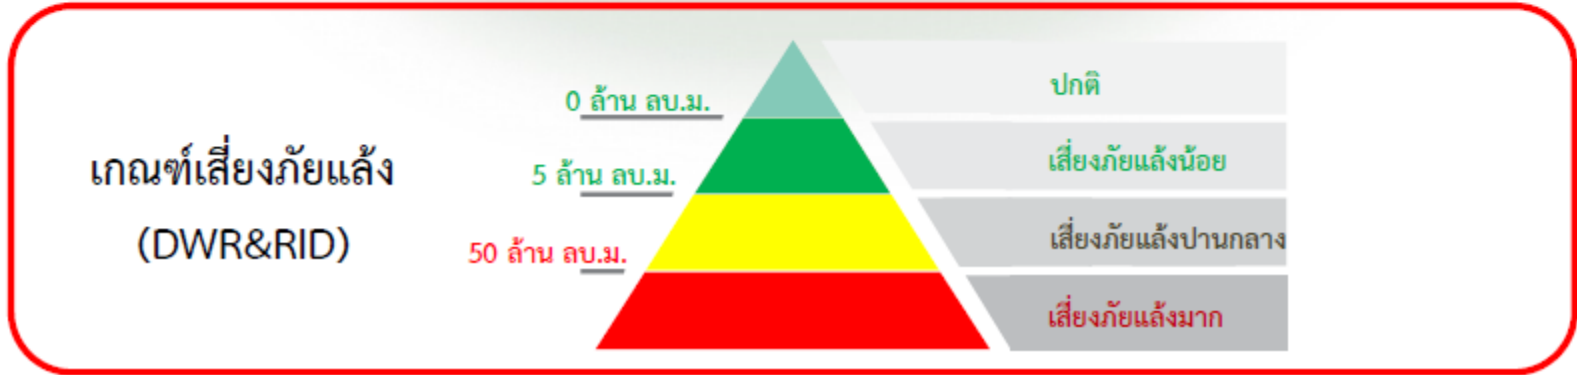 เกณฑ์เสี่ยงภัยแล้ง
(DWR&RID)
0 ล้าน ลบ.ม.
5 ล้าน ลบ.ม.
50 ล้าน ลบ.ม.
ปกติ
เสี่ยงภัยแล้งน้อย
เสี่ยงภัยแล้งปานกลาง
เสี่ยงภัยแล้งมาก